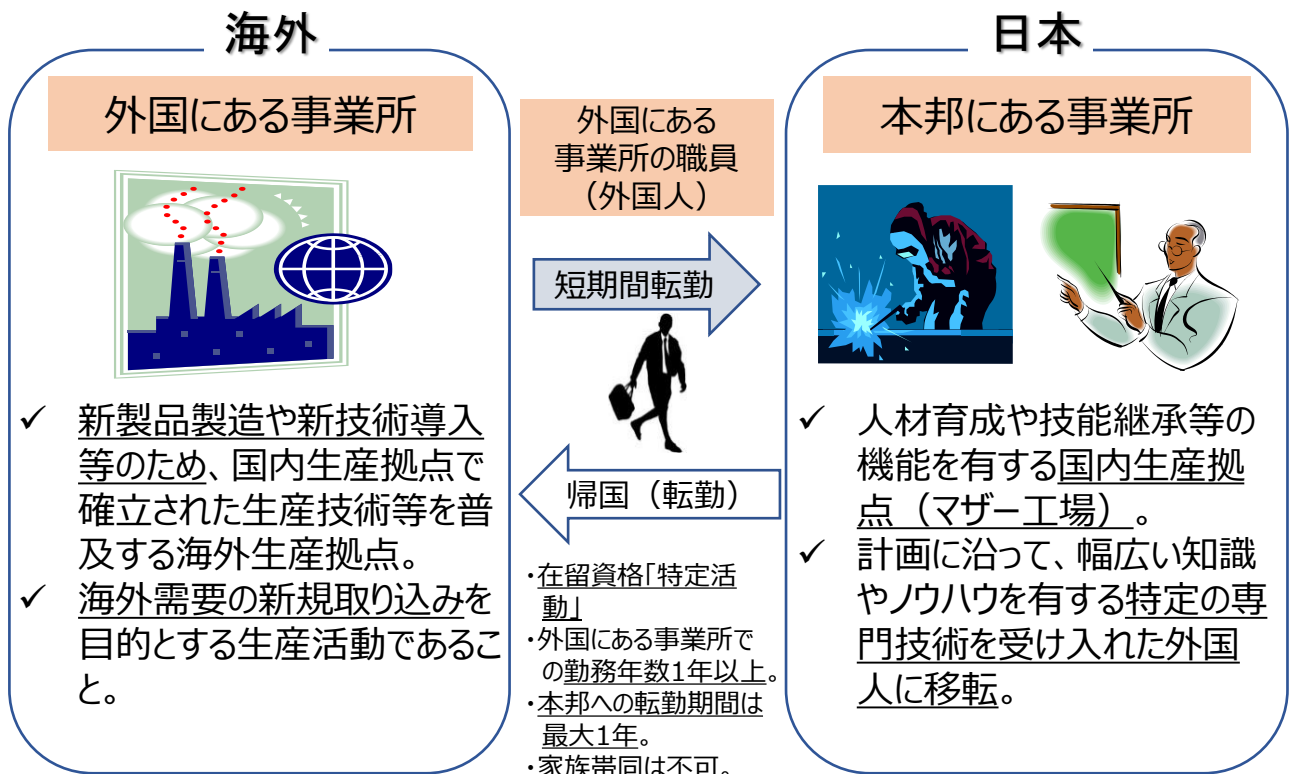 海外
外国にある事業所
✓ 新製品製造や新技術導入
等のため、国内生産拠点で
確立された生産技術等を普
及する海外生産拠点。
✓ 海外需要の新規取り込みを
目的とする生産活動であるこ
と。
外国にある
事業所の職員
（外国人）
短期間転勤
帰国（転勤）
・在留資格「特定活
動」
・外国にある事業所で
の勤務年数1年以上。
・本邦への転勤期間は
最大1年。
・家族帯同は不可。
日本
本邦にある事業所
✓ 人材育成や技能継承等の
機能を有する国内生産拠
点（マザー工場）。
✓ 計画に沿って、幅広い知識
やノウハウを有する特定の専
門技術を受け入れた外国
人に移転。